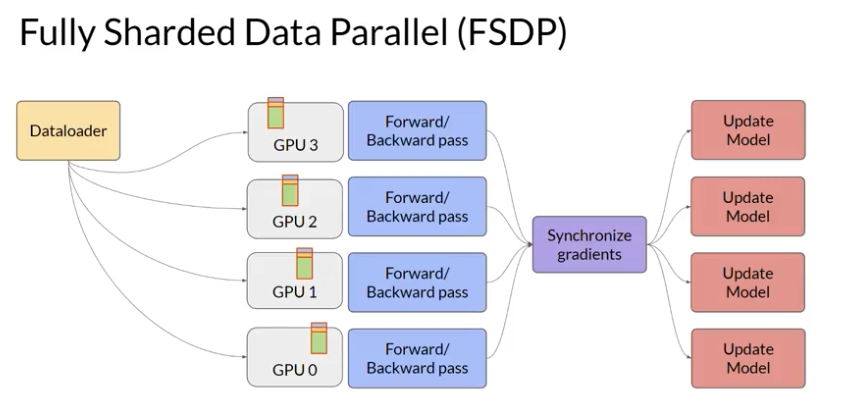 Fully Sharded Data Parallel (FSDP)
Dataloader
GPU 3
Forward/
Backward pass
Update
Model
GPU 2
Forward/
Backward pass
Update
Model
Synchronize
gradients
GPU 1
Forward/
Backward pass
Update
Model
GPU 0
Forward/
Backward pass
Update
Model